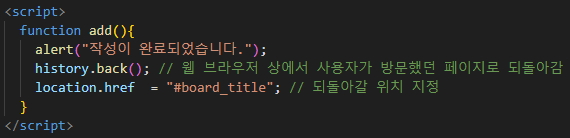 <script>
function add(){
alert("작성이 완료되었습니다.");
history.back(); // 웹 브라우저 상에서 사용자가 방문했던 페이지로 되돌아감
location.href  = "#board_title"; // 되돌아갈 위치 지정
}
</script>